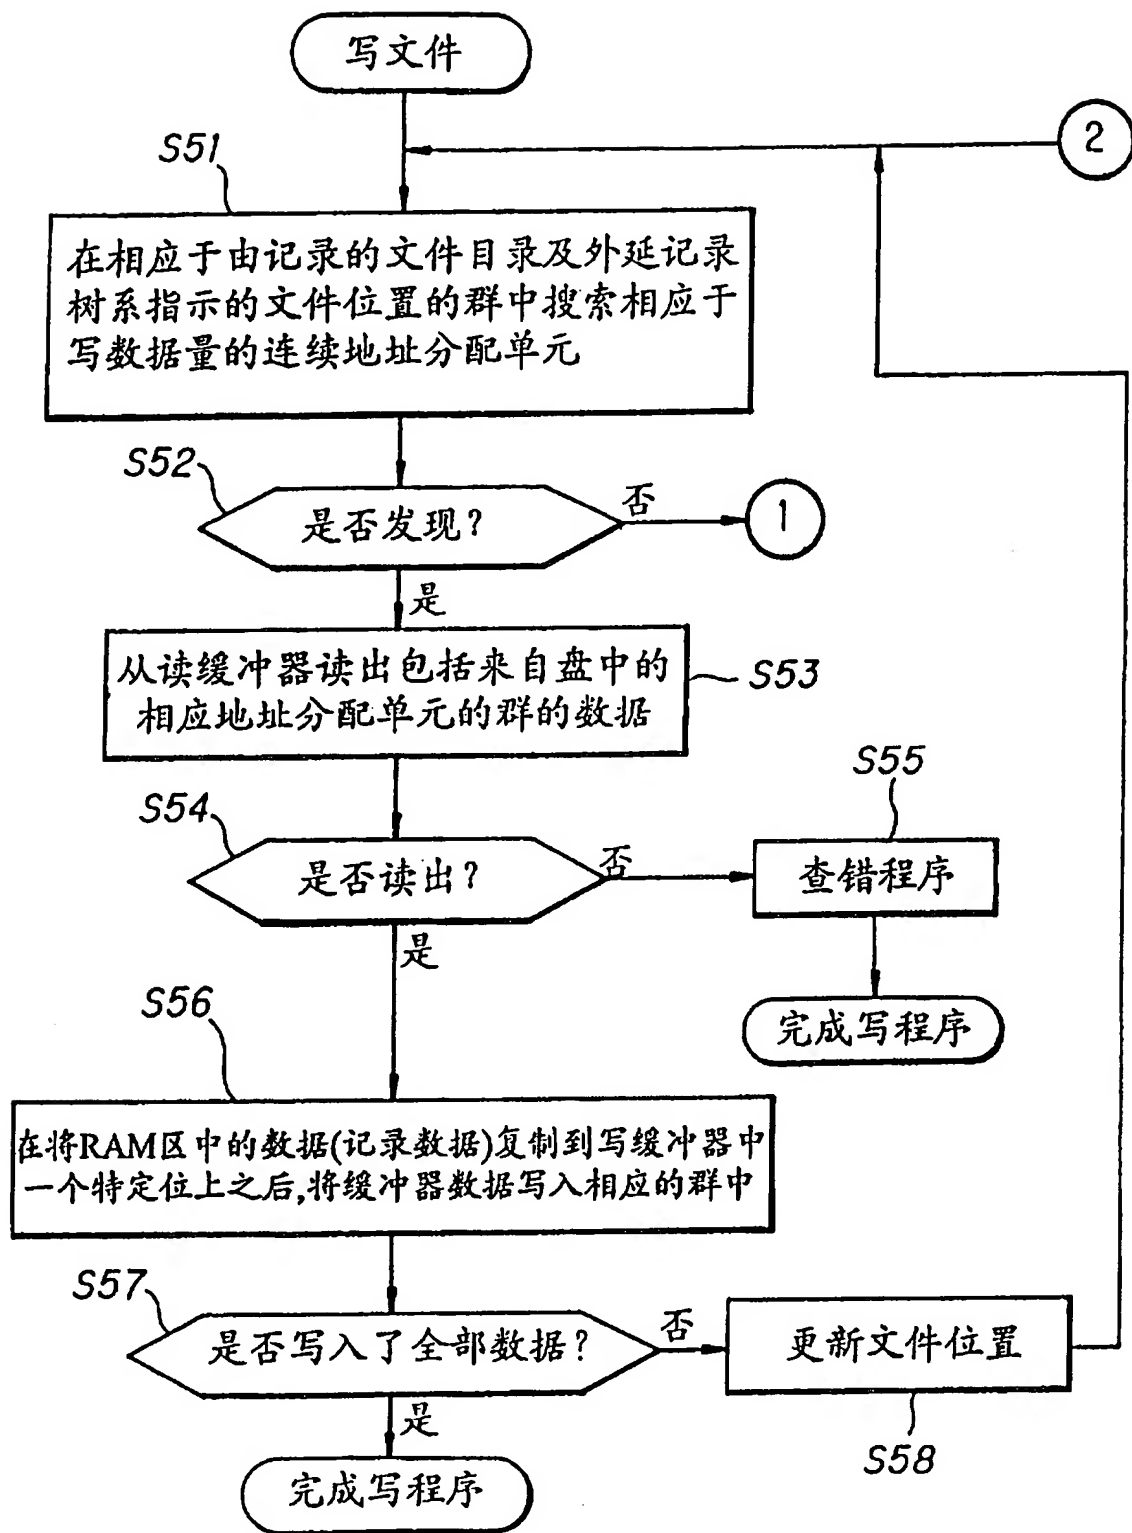 写文件
2
S51
在相应于由记录的文件目录及外延记录
树系指示的文件位置的群中搜索相应于
写数据量的连续地址分配单元
S52
是否发现?
否
1
是
从读缓冲器读出包括来自盘中的
相应地址分配单元的群的数据
S53
S54
是否读出?
否
S55
查错程序
是
完成写程序
S56
在将RAM区中的数据(记录数据)复制到写缓冲器中
一个特定位上之后,将缓冲器数据写入相应的群中
S57
是否写入了全部数据?
否
更新文件位置
S58
是
完成写程序